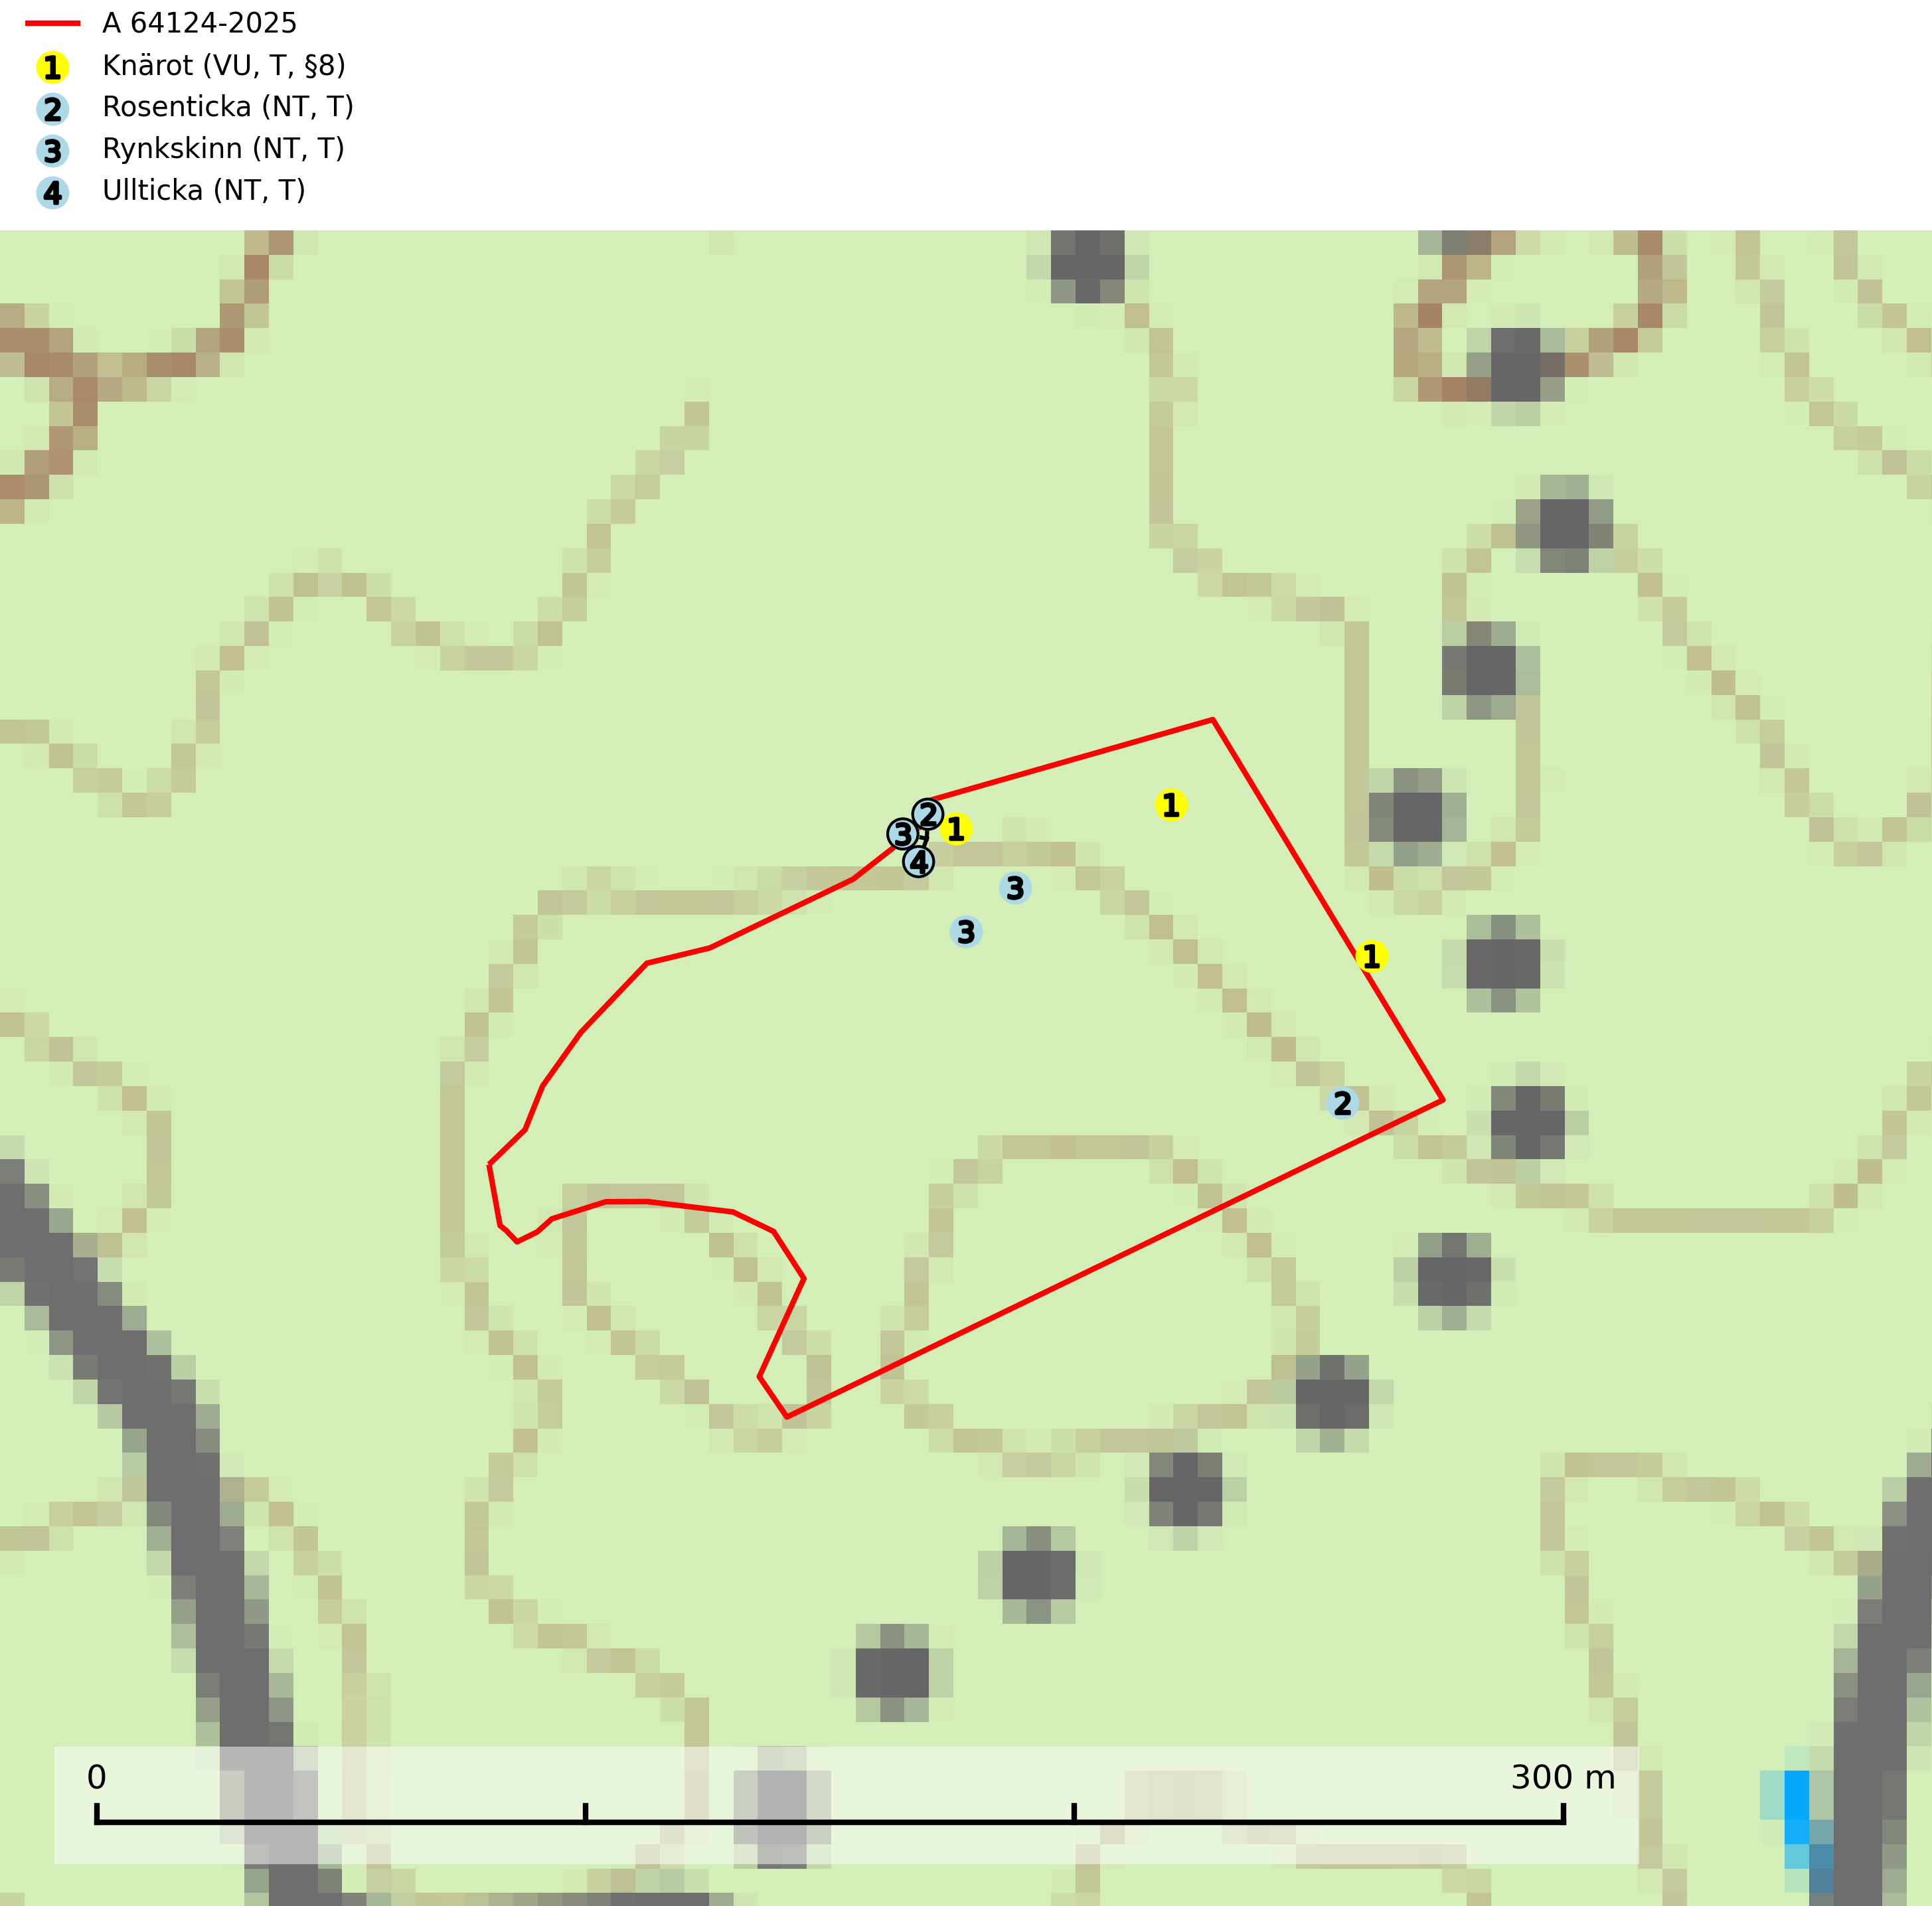 A 64124-2025
1 Knärot (VU, T, §8)
2 Rosenticka (NT, T)
3 Rynkskinn (NT, T)
4 Ullticka (NT, T)
1
2
3
1
4
3
3
1
2
0
300 m